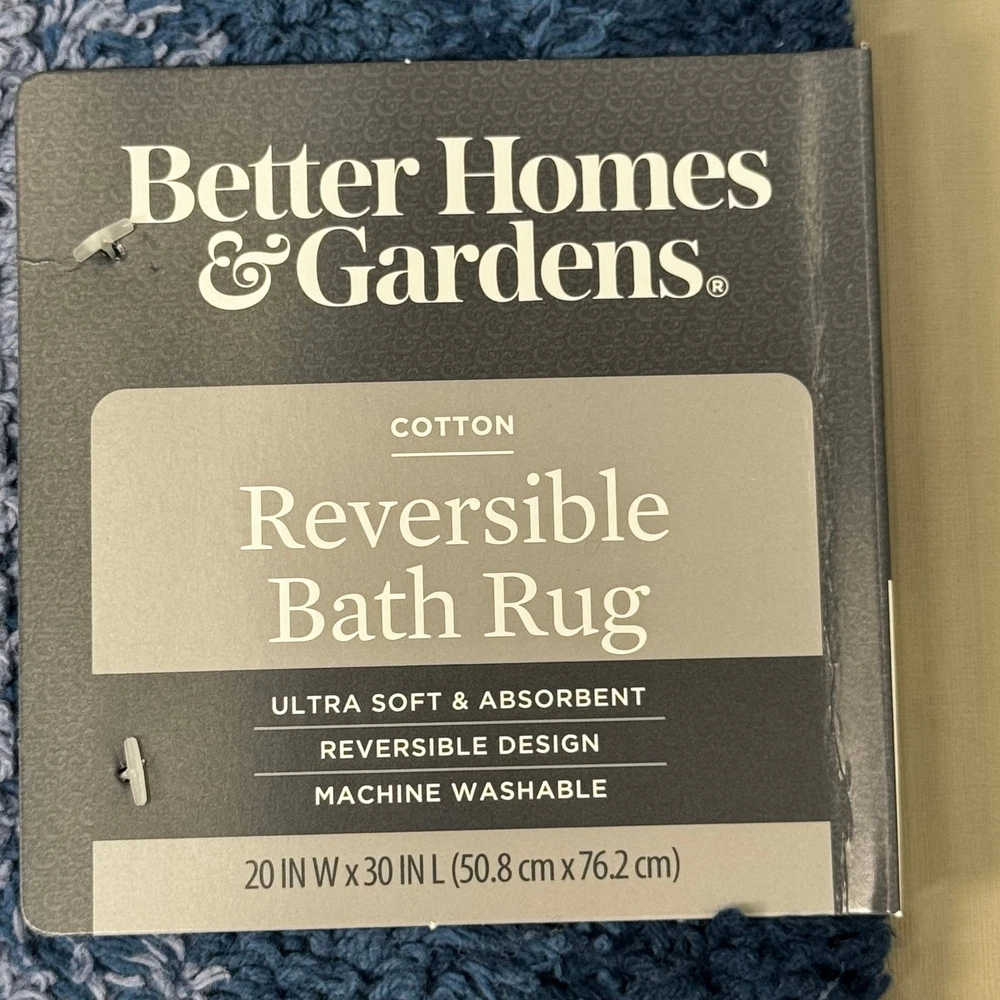 Better Homes
& Gardens®
COTTON
Reversible
Bath Rug
ULTRA SOFT & ABSORBENT
REVERSIBLE DESIGN
MACHINE WASHABLE
20 IN W x 30 IN L (50.8 cm x 76.2 cm)